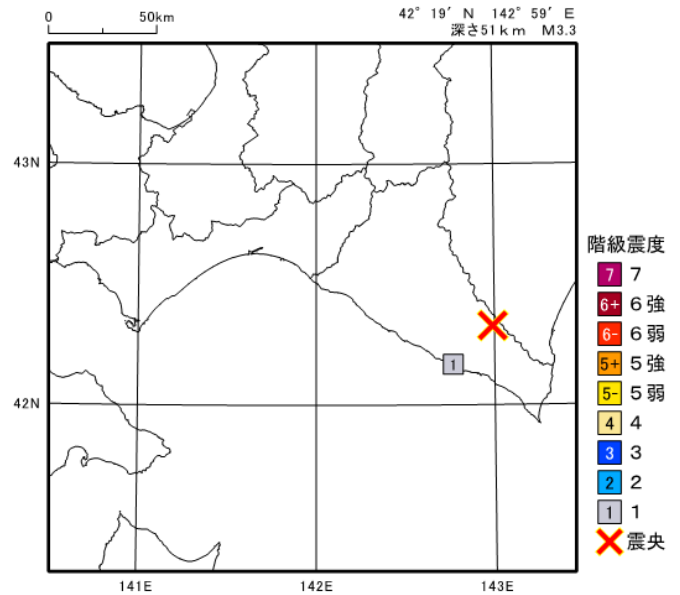 0 50km
42° 19′ N 142° 59′ E
深さ51km M3.3
43N
42N
141E 142E 143E
1
階級震度
7 7
6+ 6強
6- 6弱
5+ 5強
5- 5弱
4 4
3 3
2 2
1 1
震央